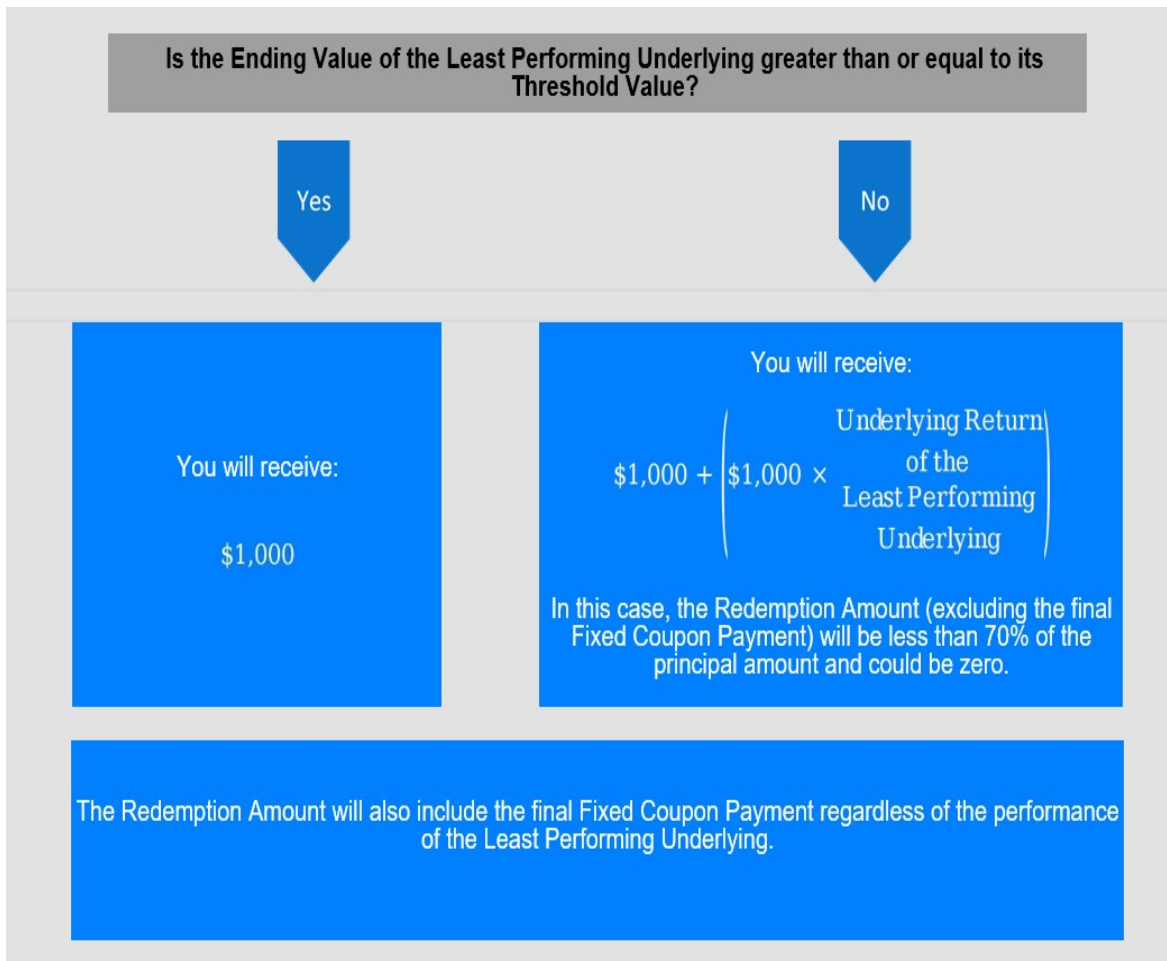 Is the Ending Value of the Least Performing Underlying greater than or equal to its
Threshold Value?
Yes
No
You will receive:
$1,000
You will receive:
$1,000 + ($1,000 × Underlying Return
of the
Least Performing
Underlying)
In this case, the Redemption Amount (excluding the final
Fixed Coupon Payment) will be less than 70% of the
principal amount and could be zero.
The Redemption Amount will also include the final Fixed Coupon Payment regardless of the performance
of the Least Performing Underlying.